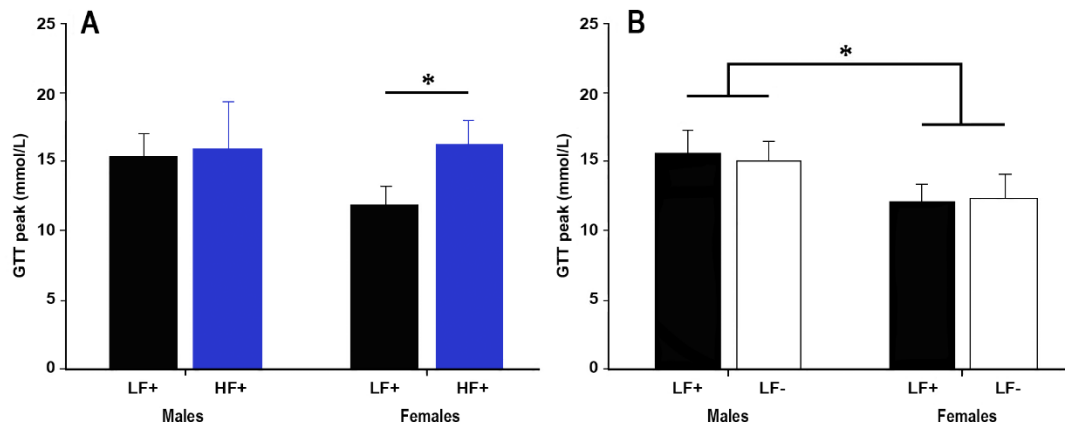 A
GTT peak (mmol/L)
25
20
15
10
5
0
*
LF+ HF+ LF+ HF+
Males Females
B
GTT peak (mmol/L)
25
20
15
10
5
0
*
LF+ LF- LF+ LF-
Males Females